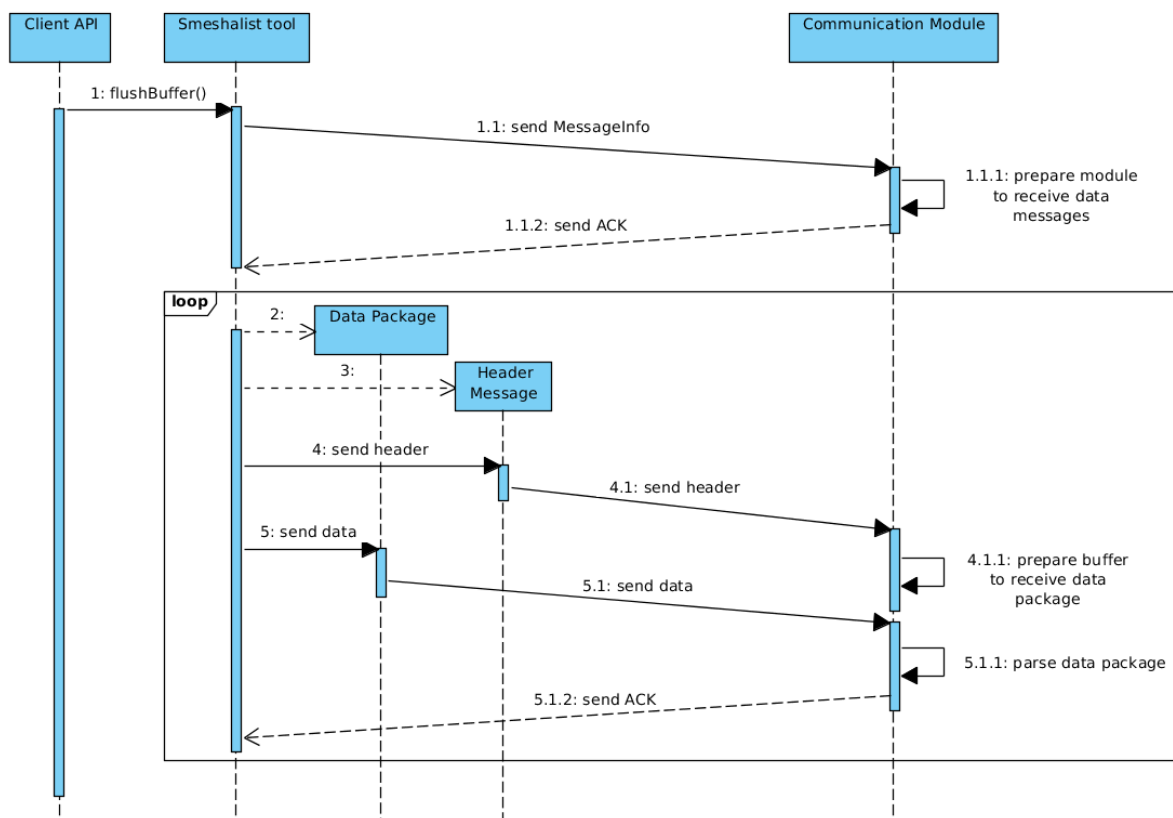 Client API
Smeshalist tool
Communication Module
1: flushBuffer()
1.1: send MessageInfo
1.1.1: prepare module
to receive data
messages
1.1.2: send ACK
loop
2:
Data Package
3:
Header
Message
4: send header
4.1: send header
5: send data
4.1.1: prepare buffer
to receive data
package
5.1: send data
5.1.1: parse data package
5.1.2: send ACK